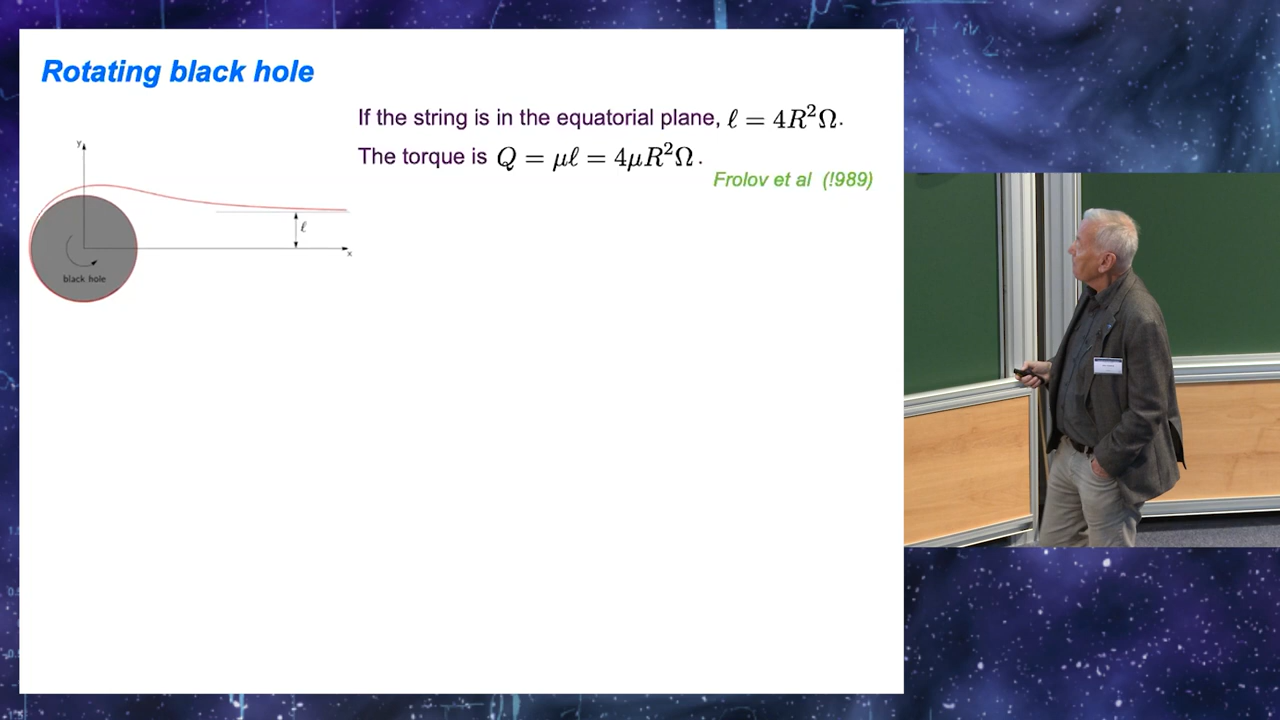 Rotating black hole
If the string is in the equatorial plane, ℓ = 4R²Ω.
The torque is Q = μℓ = 4μR²Ω.
Frolov et al (!989)
y
ℓ
x
black hole